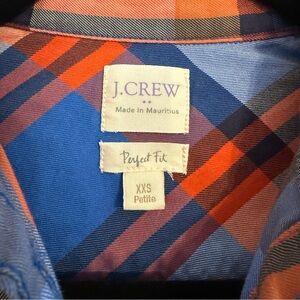 J.CREW
Made in Mauritius
Perfect Fit
XXS
Petite